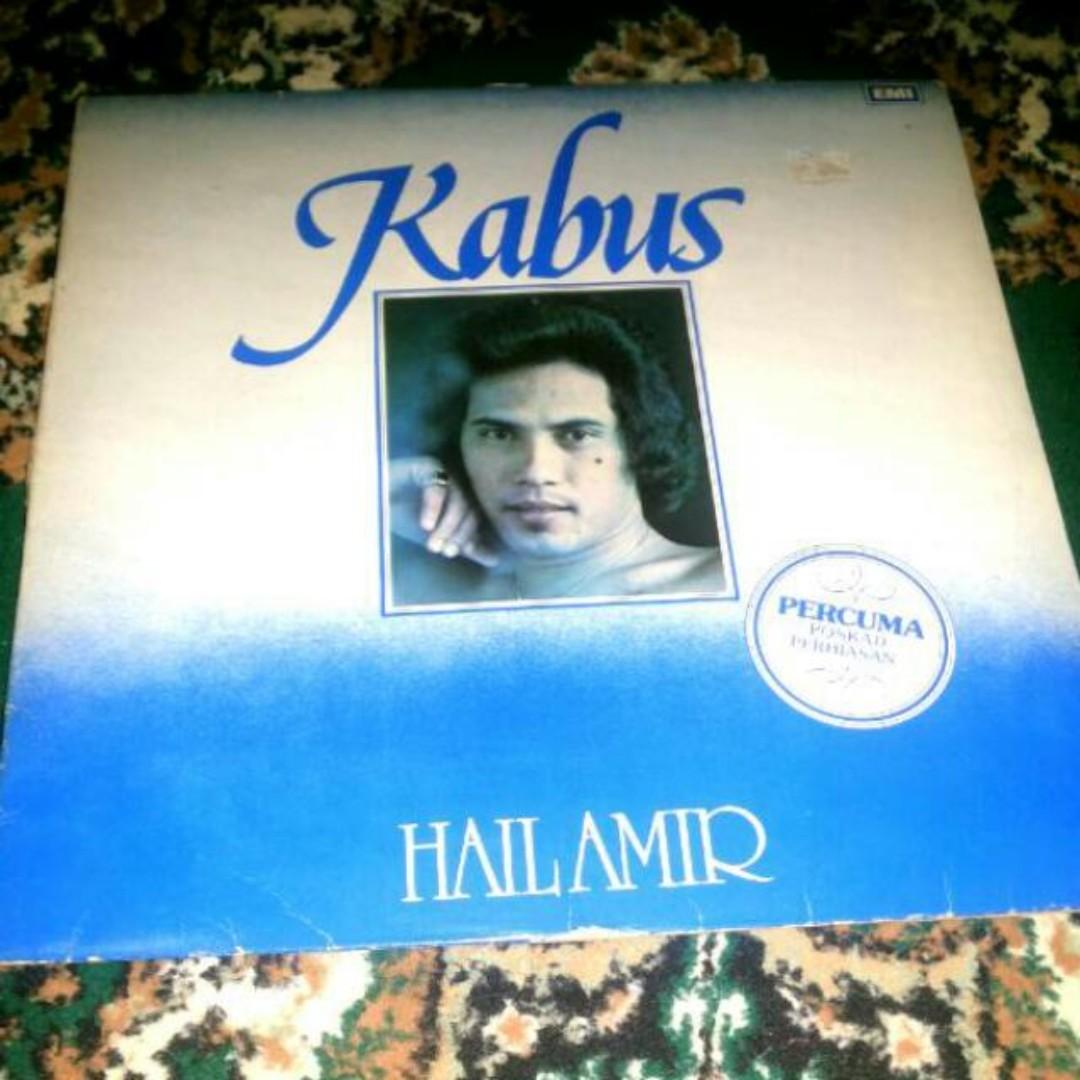 EMI
Kabus
PERCUMA
POSKAD
PERHIASAN
HAIL AMIR